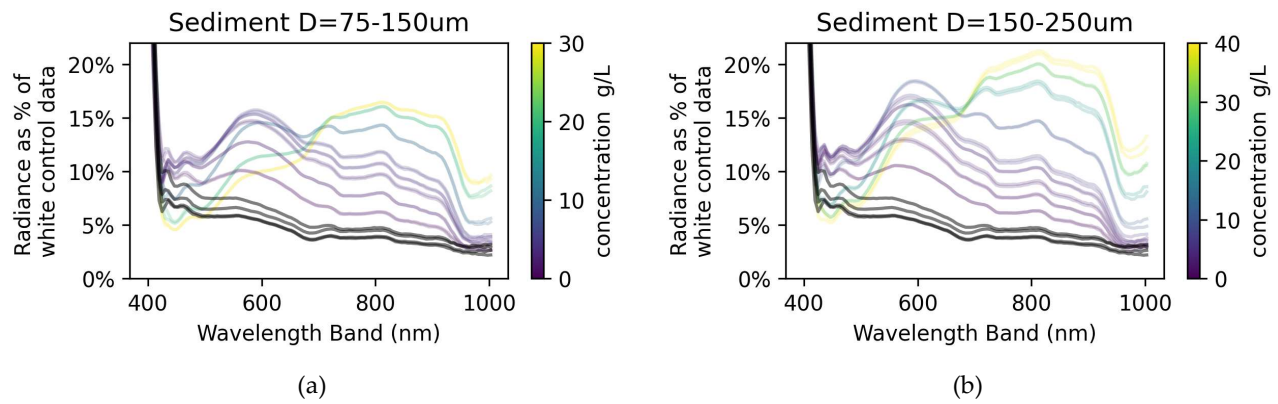 Sediment D=75-150um
Radiance as % of
white control data
20%
15%
10%
5%
0%
400 600 800 1000
Wavelength Band (nm)
30
20
10
0
concentration g/L
(a)
Sediment D=150-250um
Radiance as % of
white control data
20%
15%
10%
5%
0%
400 600 800 1000
Wavelength Band (nm)
40
30
20
10
0
concentration g/L
(b)